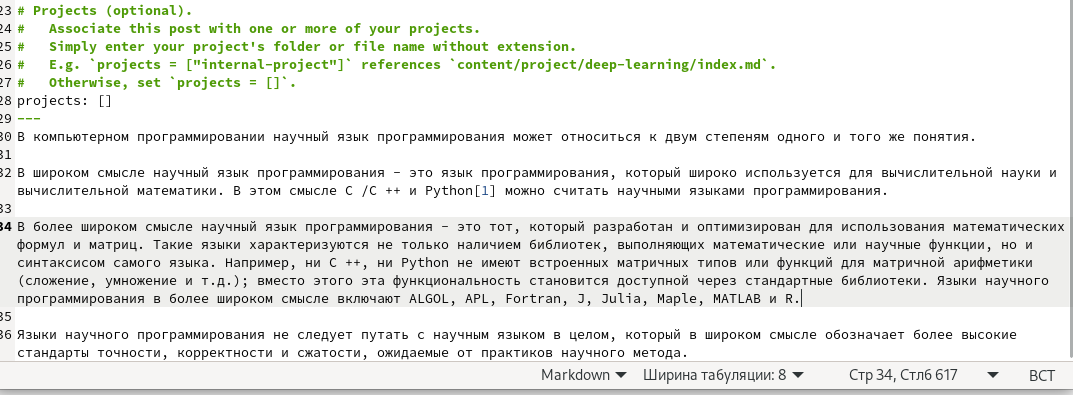 23 # Projects (optional).
24 #   Associate this post with one or more of your projects.
25 #   Simply enter your project's folder or file name without extension.
26 #   E.g. `projects = ["internal-project"]` references `content/project/deep-learning/index.md`.
27 #   Otherwise, set `projects = []`.
28 projects: []
29 ---
30 В компьютерном программировании научный язык программирования может относиться к двум степеням одного и того же понятия.
31
32 В широком смысле научный язык программирования – это язык программирования, который широко используется для вычислительной науки и
вычислительной математики. В этом смысле C /C ++ и Python[1] можно считать научными языками программирования.
33
34 В более широком смысле научный язык программирования – это тот, который разработан и оптимизирован для использования математических
формул и матриц. Такие языки характеризуются не только наличием библиотек, выполняющих математические или научные функции, но и
синтаксисом самого языка. Например, ни C ++, ни Python не имеют встроенных матричных типов или функций для матричной арифметики
(сложение, умножение и т.д.); вместо этого эта функциональность становится доступной через стандартные библиотеки. Языки научного
программирования в более широком смысле включают ALGOL, APL, Fortran, J, Julia, Maple, MATLAB и R.
35
36 Языки научного программирования не следует путать с научным языком в целом, который в широком смысле обозначает более высокие
стандарты точности, корректности и сжатости, ожидаемые от практиков научного метода.
Markdown Ширина табуляции: 8 Стр 34, Стлб 617 ВСТ